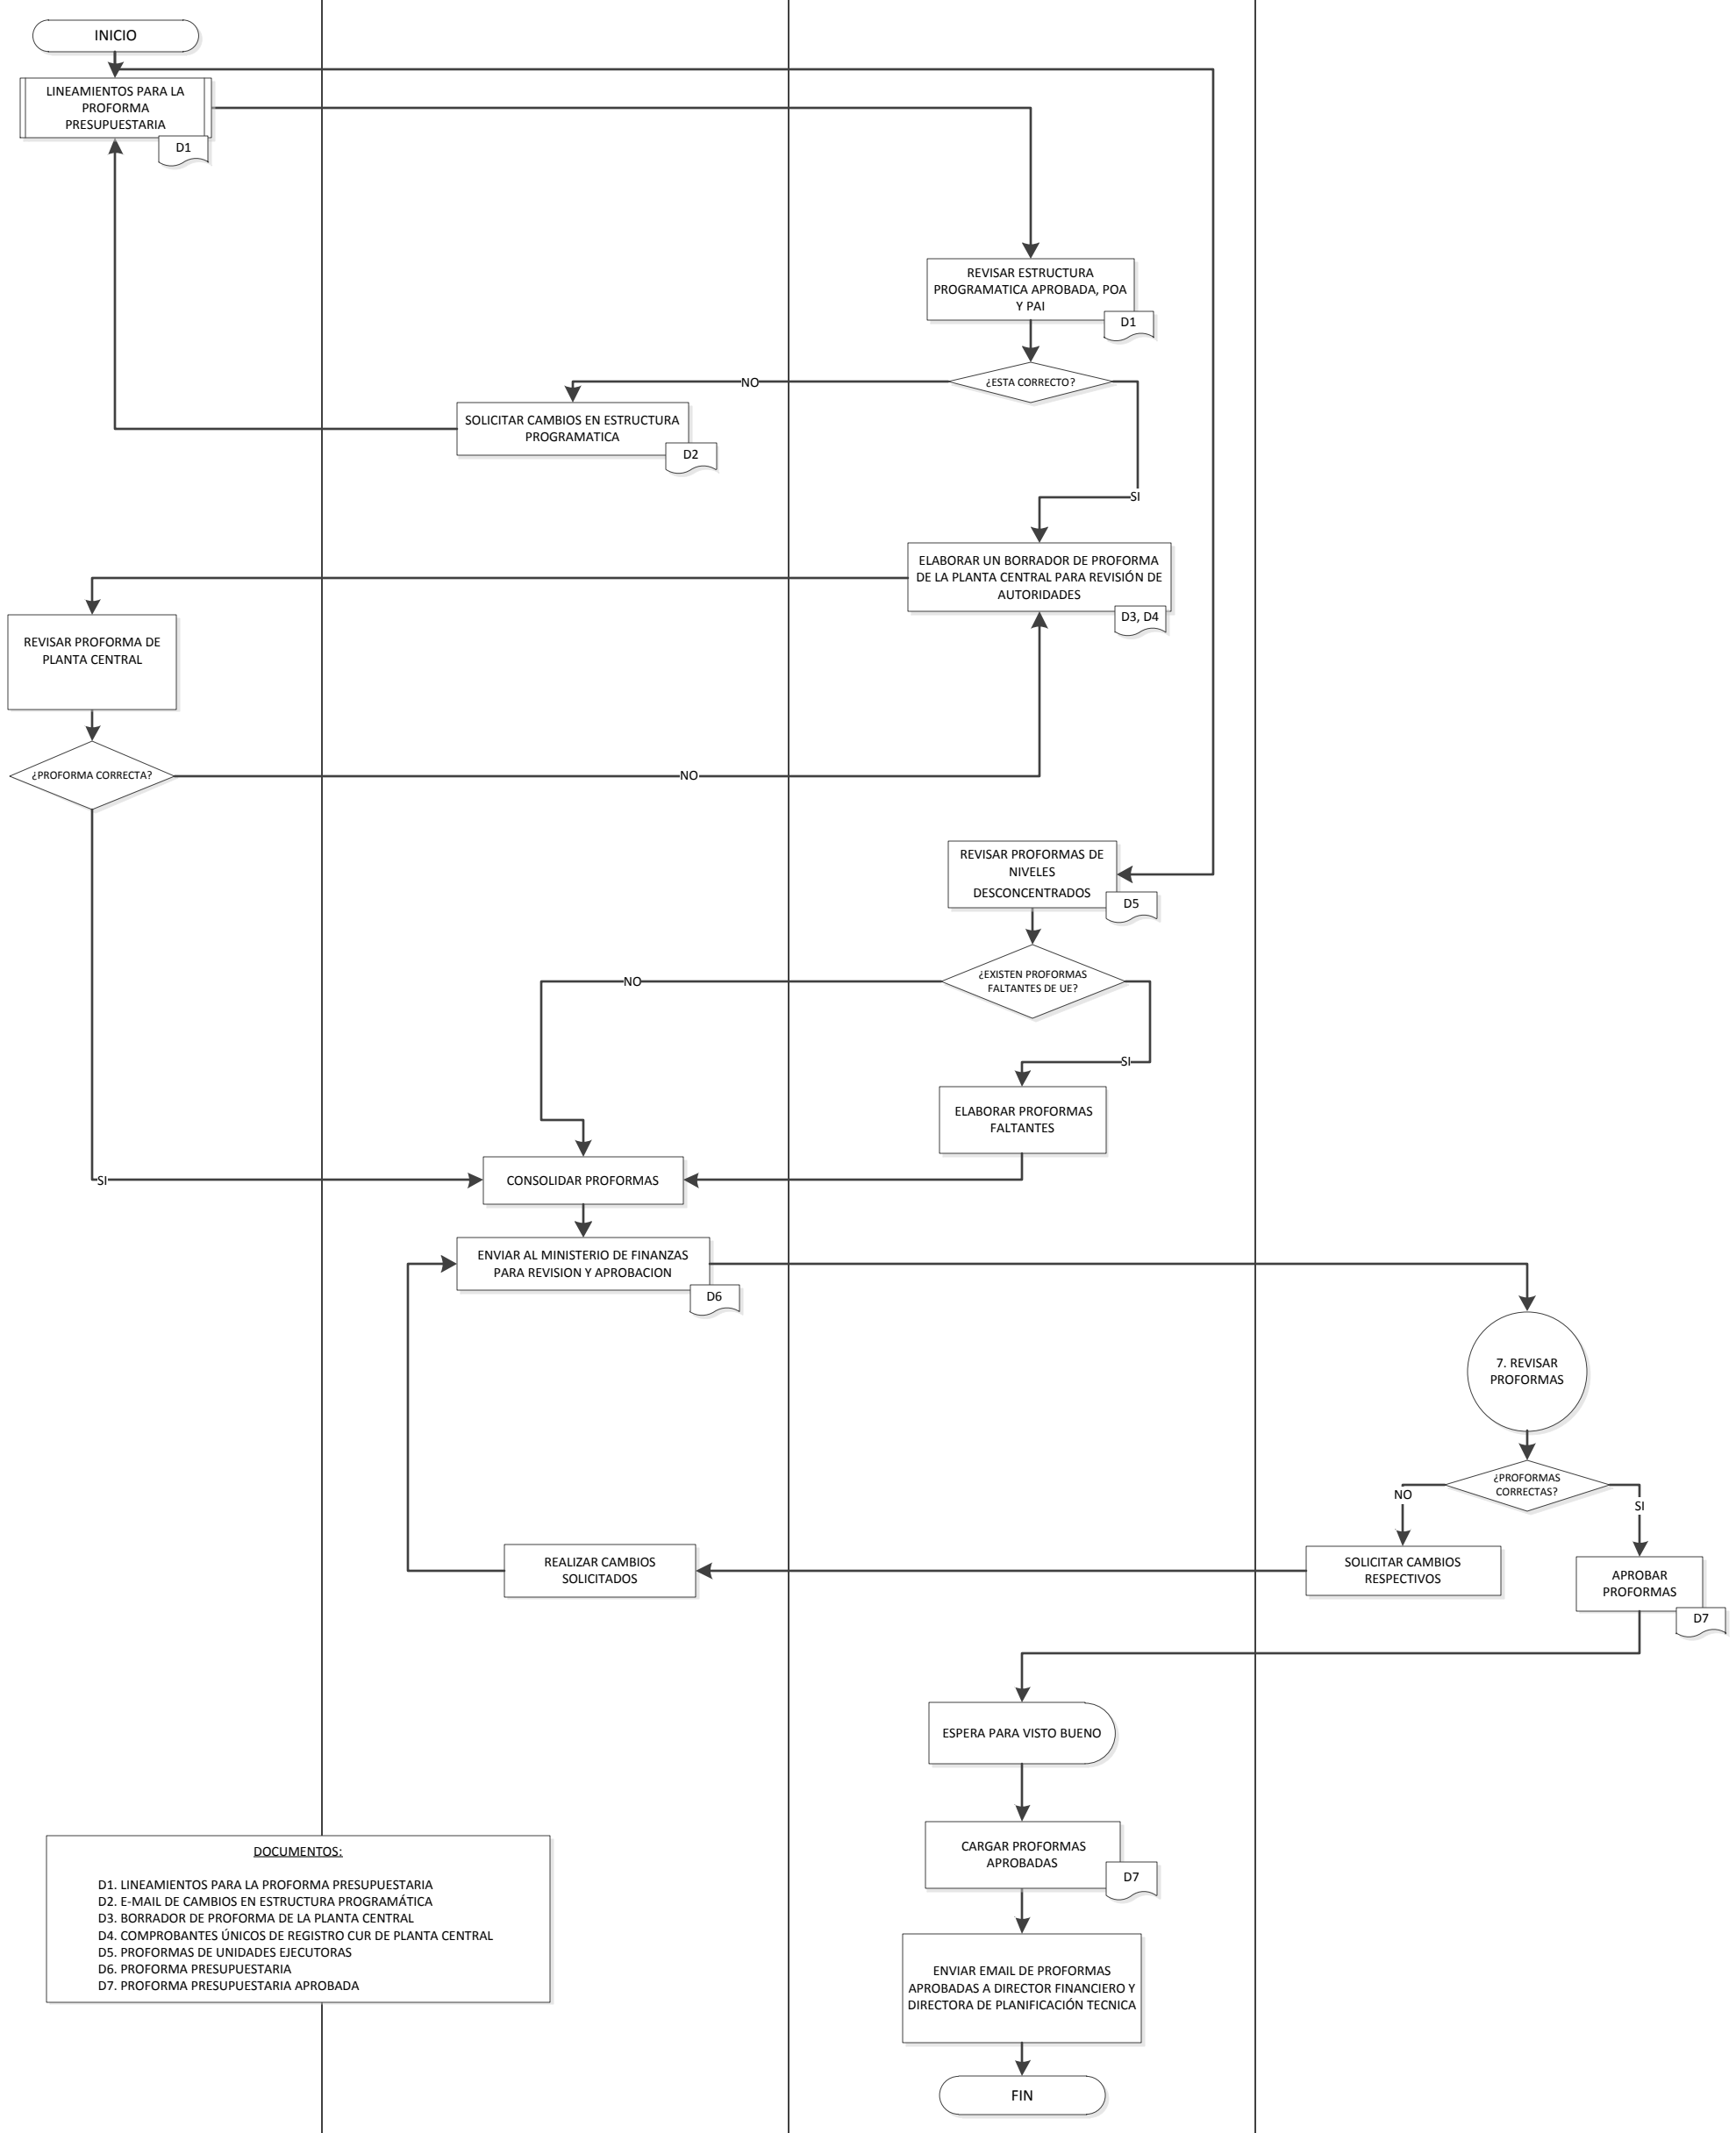 INICIO
LINEAMIENTOS PARA LA
PROFORMA
PRESUPUESTARIA
D1
REVISAR ESTRUCTURA
PROGRAMATICA APROBADA, POA
Y PAI
D1
¿ESTA CORRECTO?
NO
SOLICITAR CAMBIOS EN ESTRUCTURA
PROGRAMATICA
D2
SI
ELABORAR UN BORRADOR DE PROFORMA
DE LA PLANTA CENTRAL PARA REVISIÓN DE
AUTORIDADES
D3, D4
REVISAR PROFORMA DE
PLANTA CENTRAL
¿PROFORMA CORRECTA?
NO
REVISAR PROFORMAS DE
NIVELES
DESCONCENTRADOS
D5
¿EXISTEN PROFORMAS
FALTANTES DE UE?
NO
SI
ELABORAR PROFORMAS
FALTANTES
SI
CONSOLIDAR PROFORMAS
ENVIAR AL MINISTERIO DE FINANZAS
PARA REVISION Y APROBACION
D6
7. REVISAR
PROFORMAS
¿PROFORMAS
CORRECTAS?
NO
SI
REALIZAR CAMBIOS
SOLICITADOS
SOLICITAR CAMBIOS
RESPECTIVOS
APROBAR
PROFORMAS
D7
ESPERA PARA VISTO BUENO
CARGAR PROFORMAS
APROBADAS
D7
DOCUMENTOS:
D1. LINEAMIENTOS PARA LA PROFORMA PRESUPUESTARIA
D2. E-MAIL DE CAMBIOS EN ESTRUCTURA PROGRAMÁTICA
D3. BORRADOR DE PROFORMA DE LA PLANTA CENTRAL
D4. COMPROBANTES ÚNICOS DE REGISTRO CUR DE PLANTA CENTRAL
D5. PROFORMAS DE UNIDADES EJECUTORAS
D6. PROFORMA PRESUPUESTARIA
D7. PROFORMA PRESUPUESTARIA APROBADA
ENVIAR EMAIL DE PROFORMAS
APROBADAS A DIRECTOR FINANCIERO Y
DIRECTORA DE PLANIFICACIÓN TECNICA
FIN